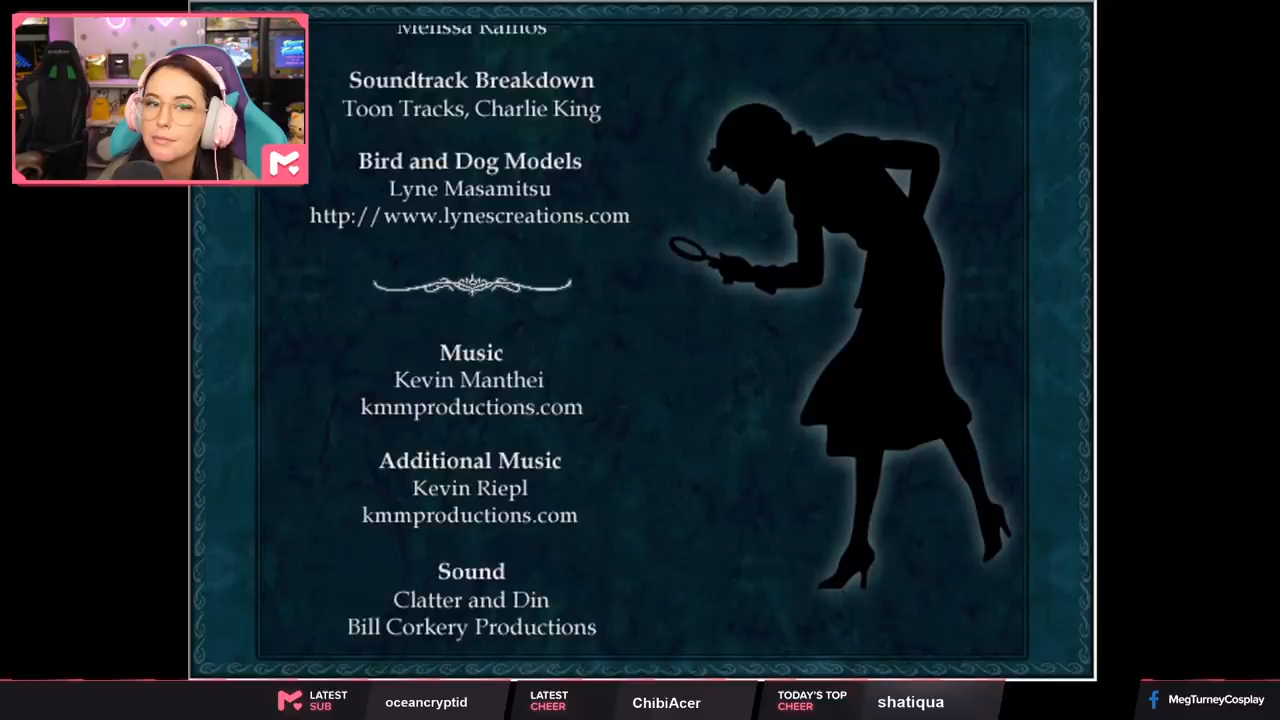 Melissa Ramos
Soundtrack Breakdown
Toon Tracks, Charlie King
Bird and Dog Models
Lyne Masamitsu
http://www.lynescreations.com
Music
Kevin Manthei
kmmproductions.com
Additional Music
Kevin Riepl
kmmproductions.com
Sound
Clatter and Din
Bill Corkery Productions
LATEST
SUB
oceancryptid
LATEST
CHEER
ChibiAcer
TODAY'S TOP
CHEER
shatiqua
MegTurneyCosplay